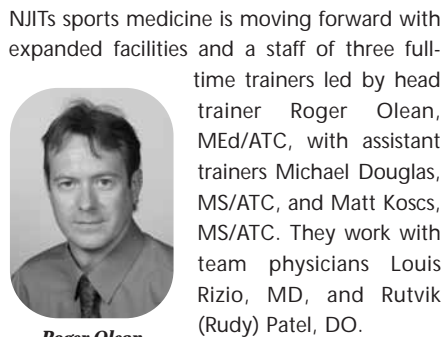 NJITs sports medicine is moving forward with
expanded facilities and a staff of three full-
time trainers led by head
trainer Roger Olean,
MEd/ATC, with assistant
trainers Michael Douglas,
MS/ATC, and Matt Koscs,
MS/ATC. They work with
team physicians Louis
Rizio, MD, and Rutvik
(Rudy) Patel, DO.
Roger Olean